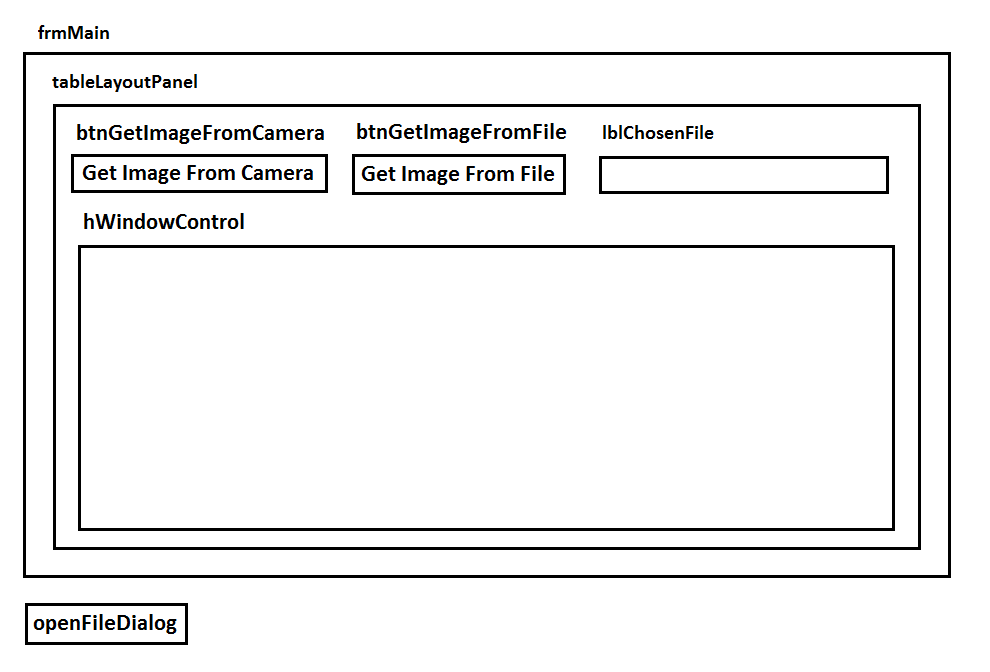 frmMain
tableLayoutPanel
btnGetImageFromCamera
btnGetImageFromFile
lblChosenFile
Get Image From Camera
Get Image From File
hWindowControl
openFileDialog